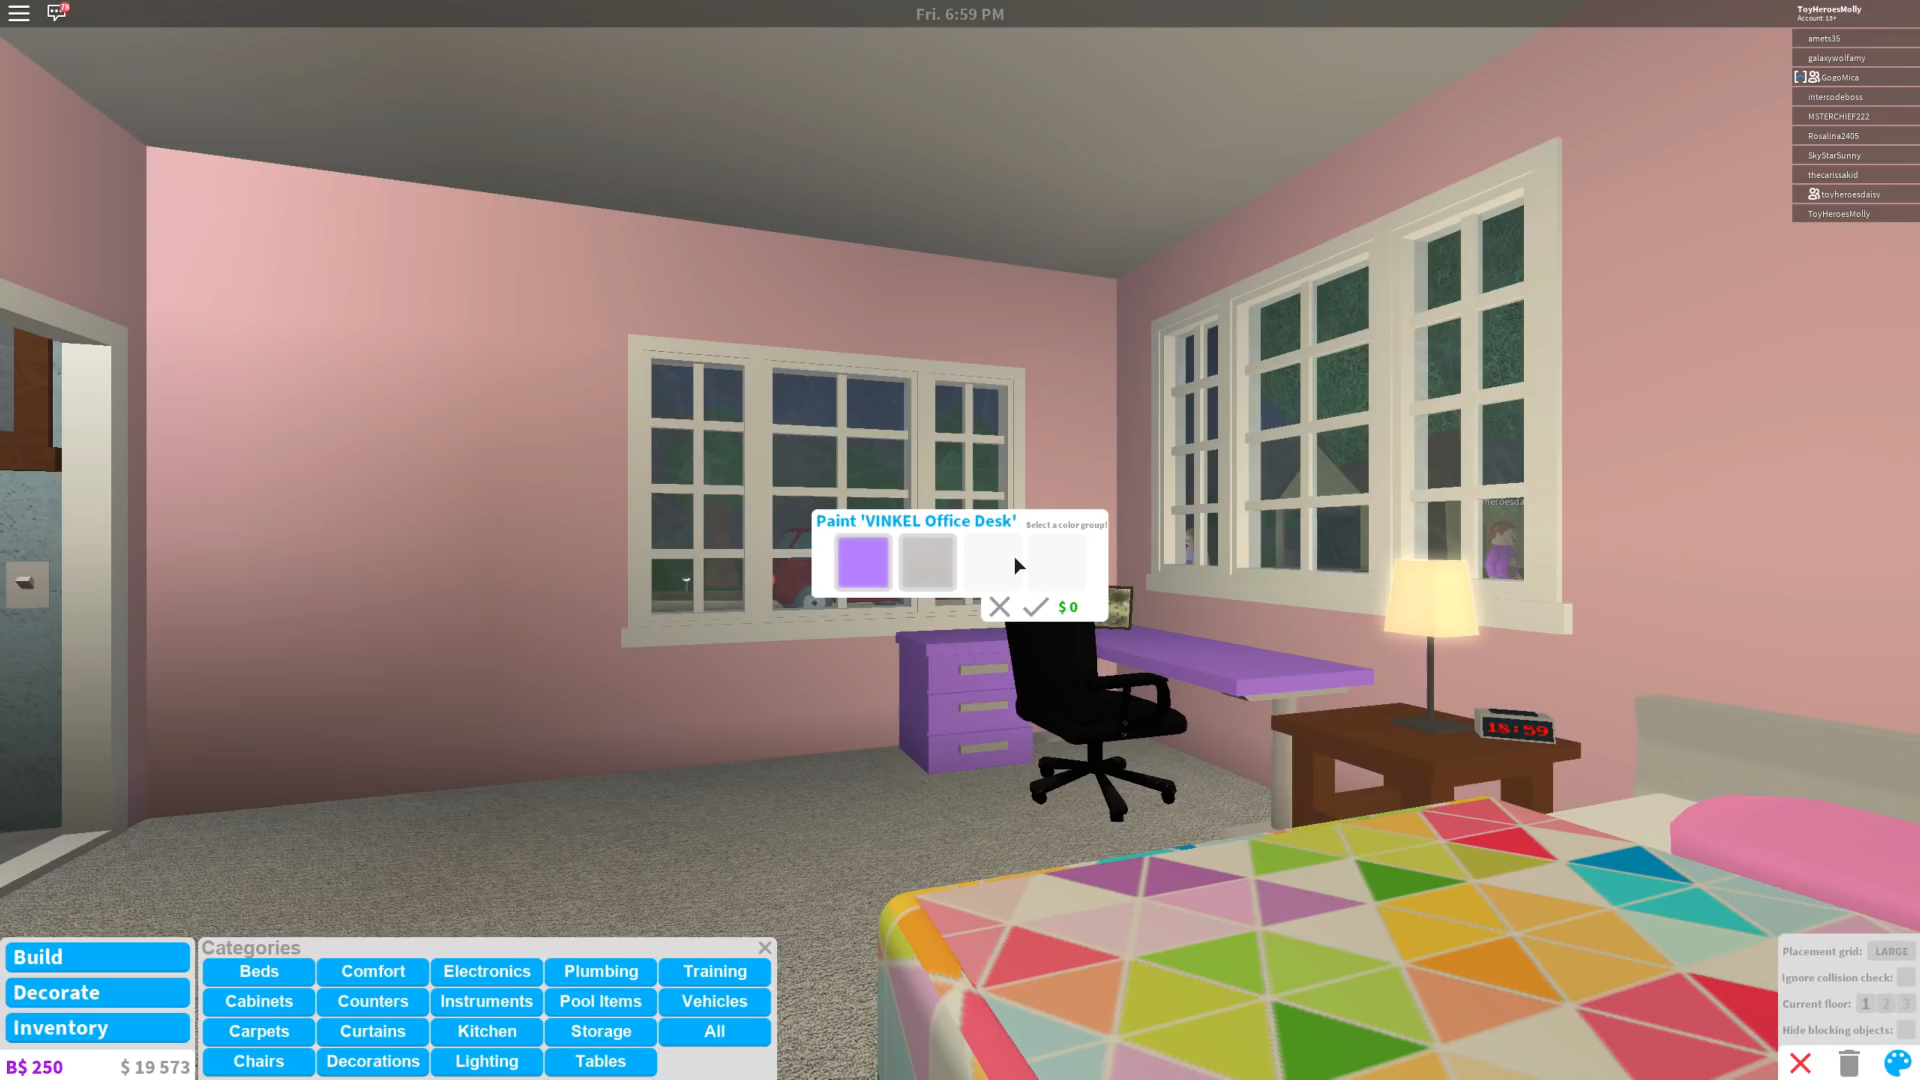 78
Fri. 6:59 PM
ToyHeroesMolly
Account: 13+
amets35
galaxywolfamy
GogoMica
intercodeboss
MSTERCHIEF222
Rosalina2405
SkyStarSunny
thecarissakid
toyheroesdaisy
ToyHeroesMolly
Paint 'VINKEL Office Desk' Select a color group!
$ 0
18:59
Build
Decorate
Inventory
B$ 250 $ 19 573
Categories
Beds Comfort Electronics Plumbing Training
Cabinets Counters Instruments Pool Items Vehicles
Carpets Curtains Kitchen Storage All
Chairs Decorations Lighting Tables
Placement grid: LARGE
Ignore collision check:
Current floor: 1 2 3
Hide blocking objects: